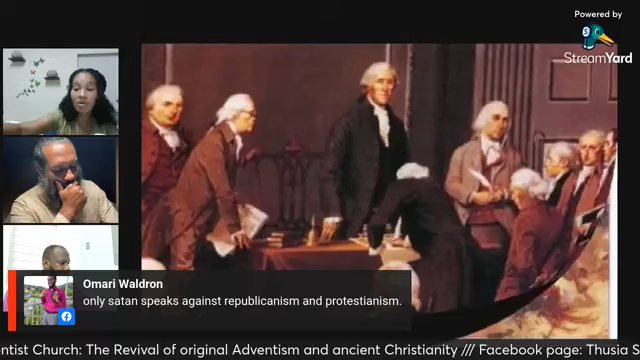 Powered by
StreamYard
Omari Waldron
only satan speaks against republicanism and protestianism.
ntist Church: The Revival of original Adventism and ancient Christianity /// Facebook page: Thusia S